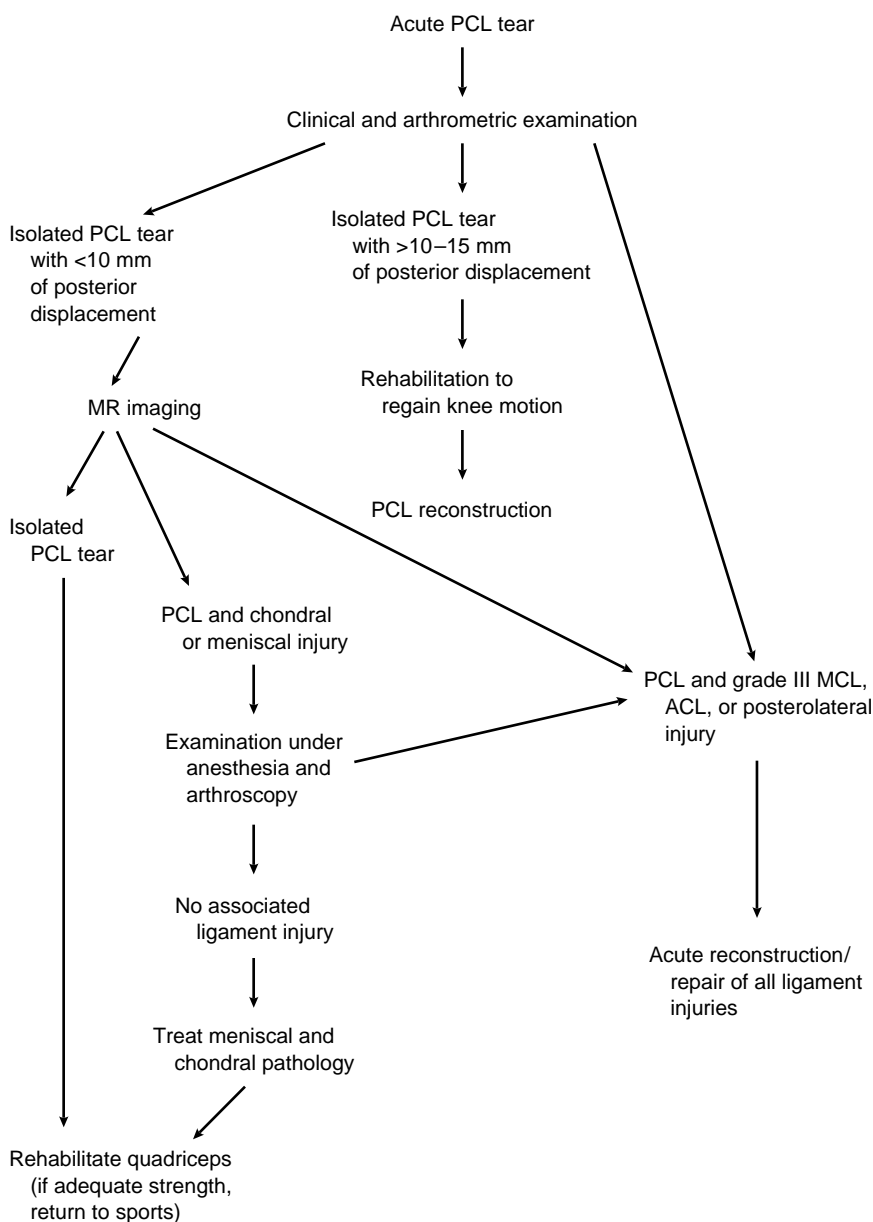 Acute PCL tear
Clinical and arthrometric examination
Isolated PCL tear
with <10 mm
of posterior
displacement
Isolated PCL tear
with >10–15 mm
of posterior displacement
MR imaging
Rehabilitation to
regain knee motion
PCL reconstruction
Isolated
PCL tear
PCL and chondral
or meniscal injury
PCL and grade III MCL,
ACL, or posterolateral
injury
Examination under
anesthesia and
arthroscopy
No associated
ligament injury
Acute reconstruction/
repair of all ligament
injuries
Treat meniscal and
chondral pathology
Rehabilitate quadriceps
(if adequate strength,
return to sports)